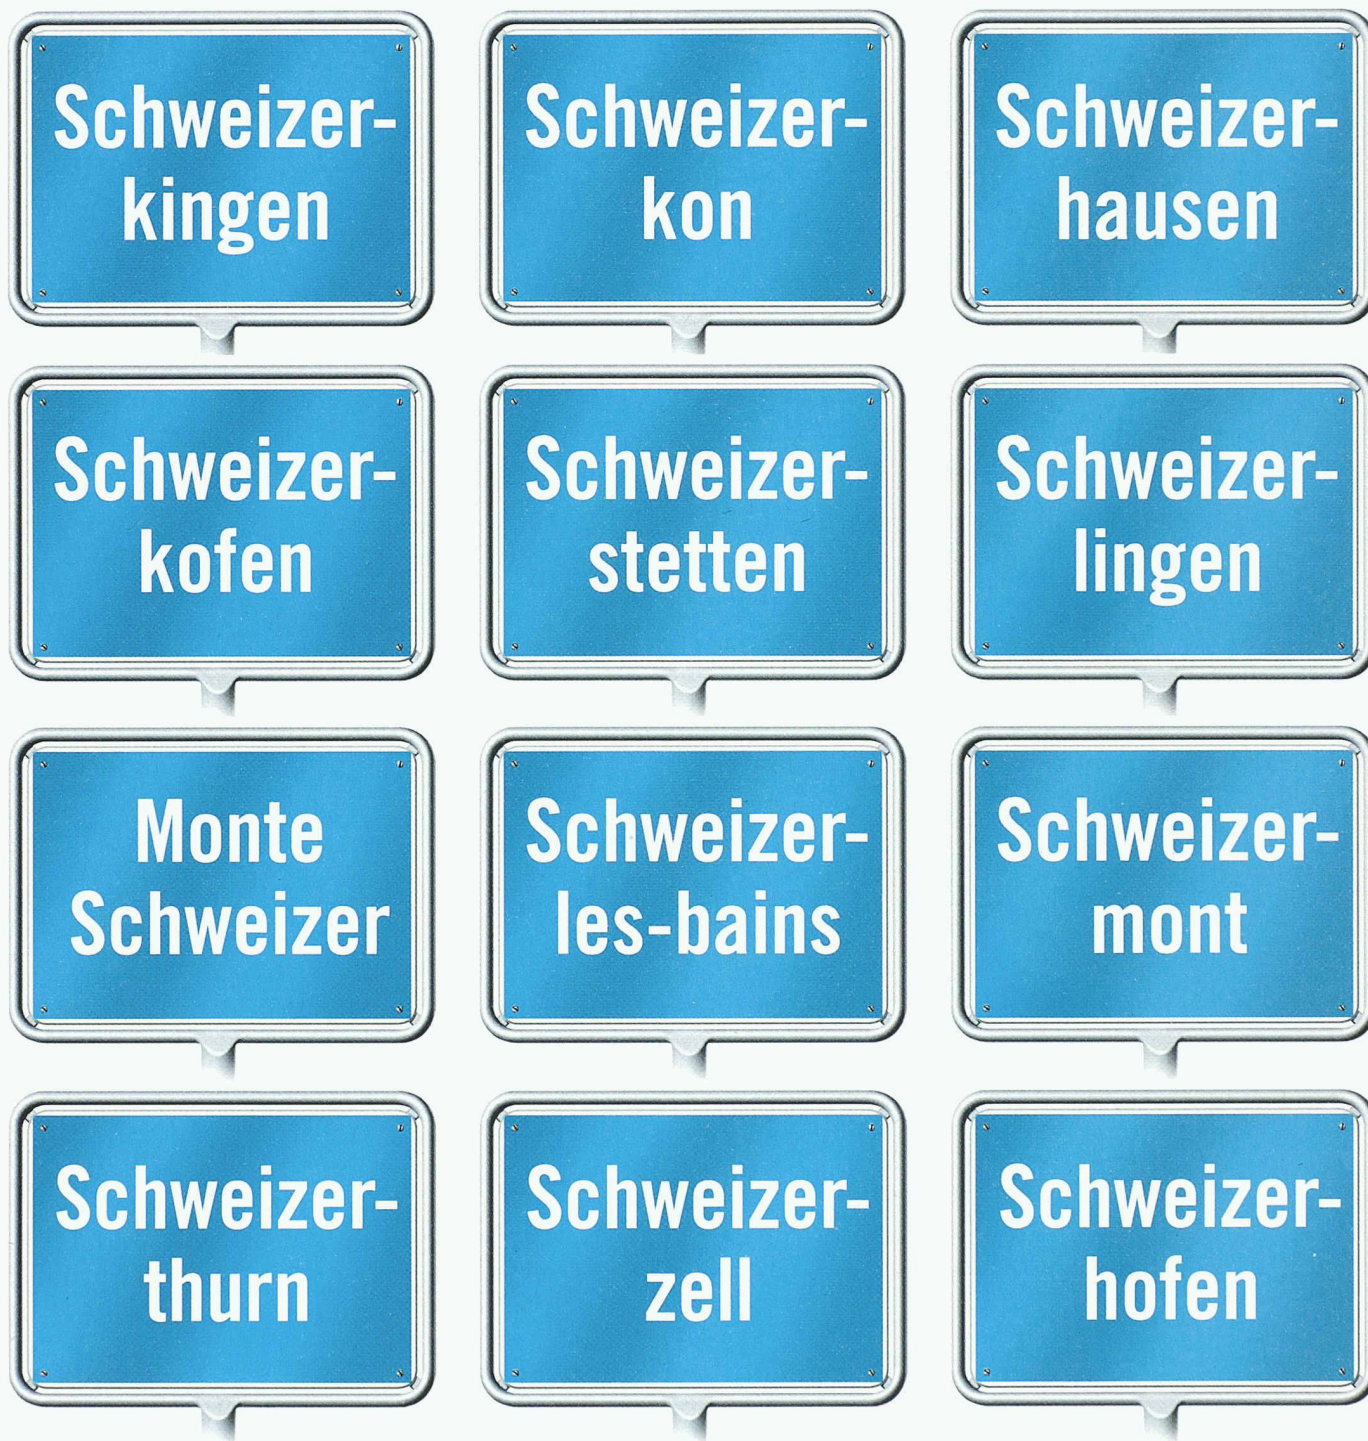 Schweizer-
kingen
Schweizer-
kon
Schweizer-
hausen
Schweizer-
kofen
Schweizer-
stetten
Schweizer-
lingen
Monte
Schweizer
Schweizer-
les-bains
Schweizer-
mont
Schweizer-
thurn
Schweizer-
zell
Schweizer-
hofen